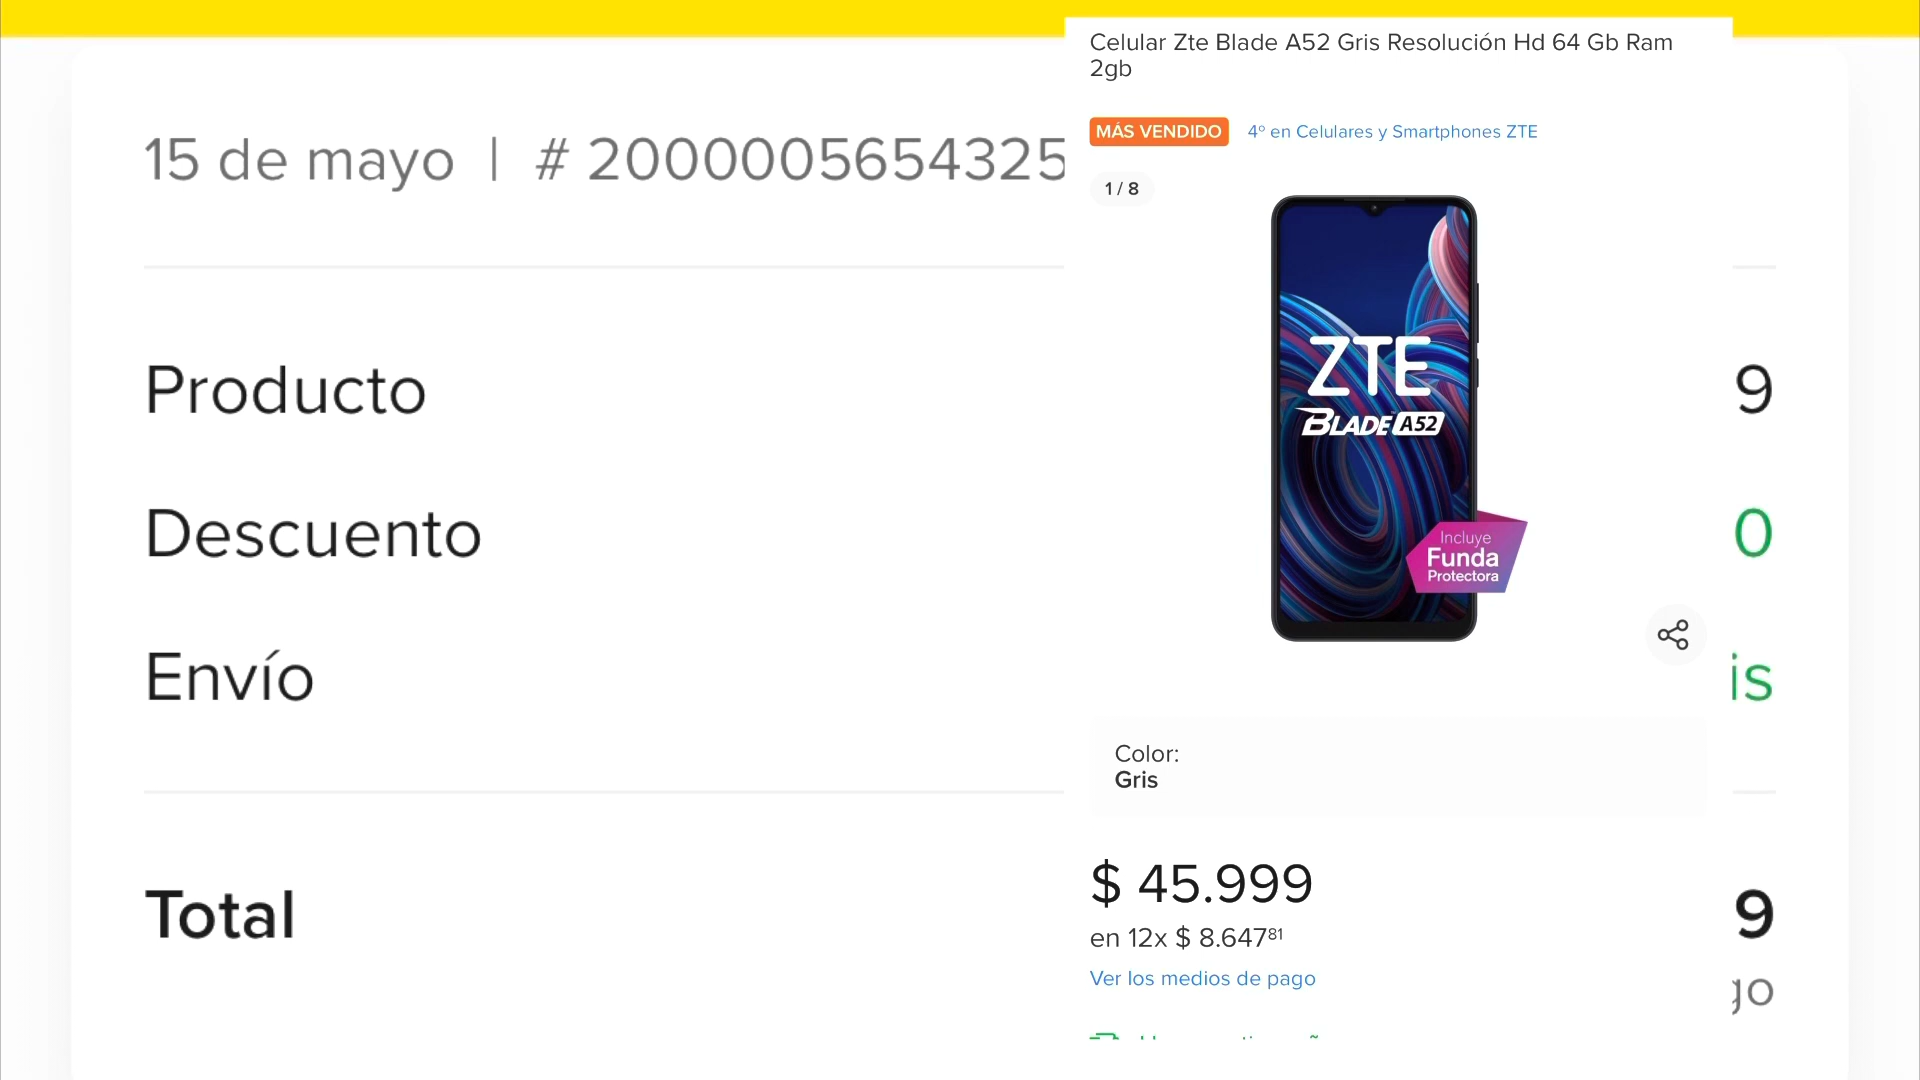 15 de mayo | # 2000005654325
Producto
9
Descuento
0
Envío
is
Total
9
go
Celular Zte Blade A52 Gris Resolución Hd 64 Gb Ram
2gb
MÁS VENDIDO 4º en Celulares y Smartphones ZTE
1 / 8
ZTE
BLADE A52
Incluye
Funda
Protectora
Color:
Gris
$ 45.999
en 12x $ 8.64781
Ver los medios de pago